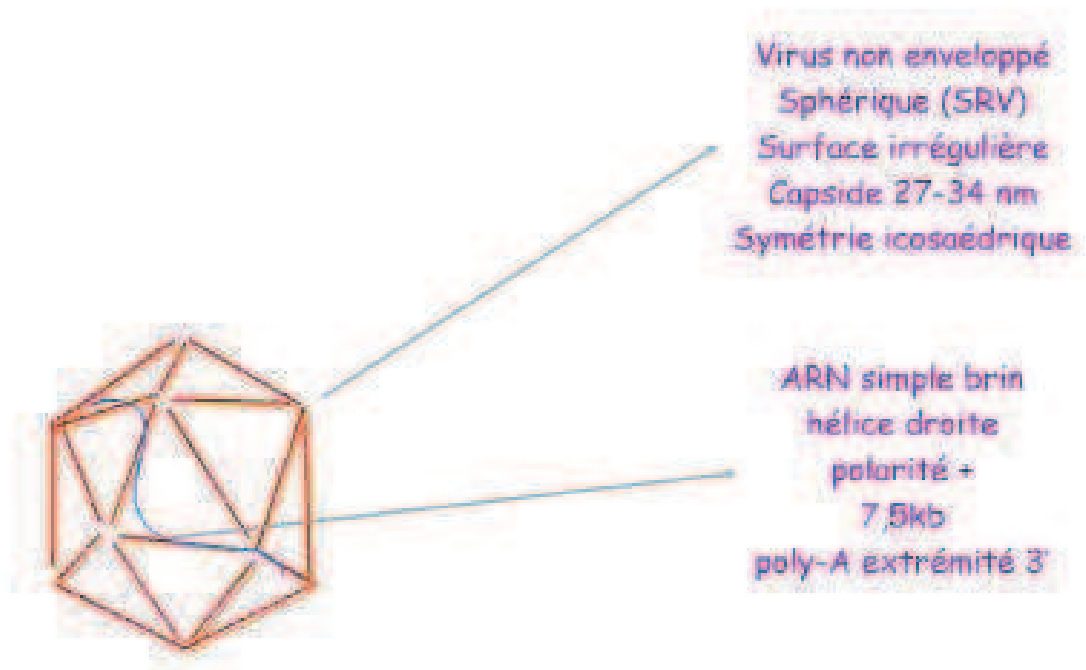 Virus non enveloppé
Sphérique (SRV)
Surface irrégulière
Capside 27-34 nm
Symétrie icosaédrique
ARN simple brin
hélice droite
polarité +
7,5kb
poly-A extrémité 3'